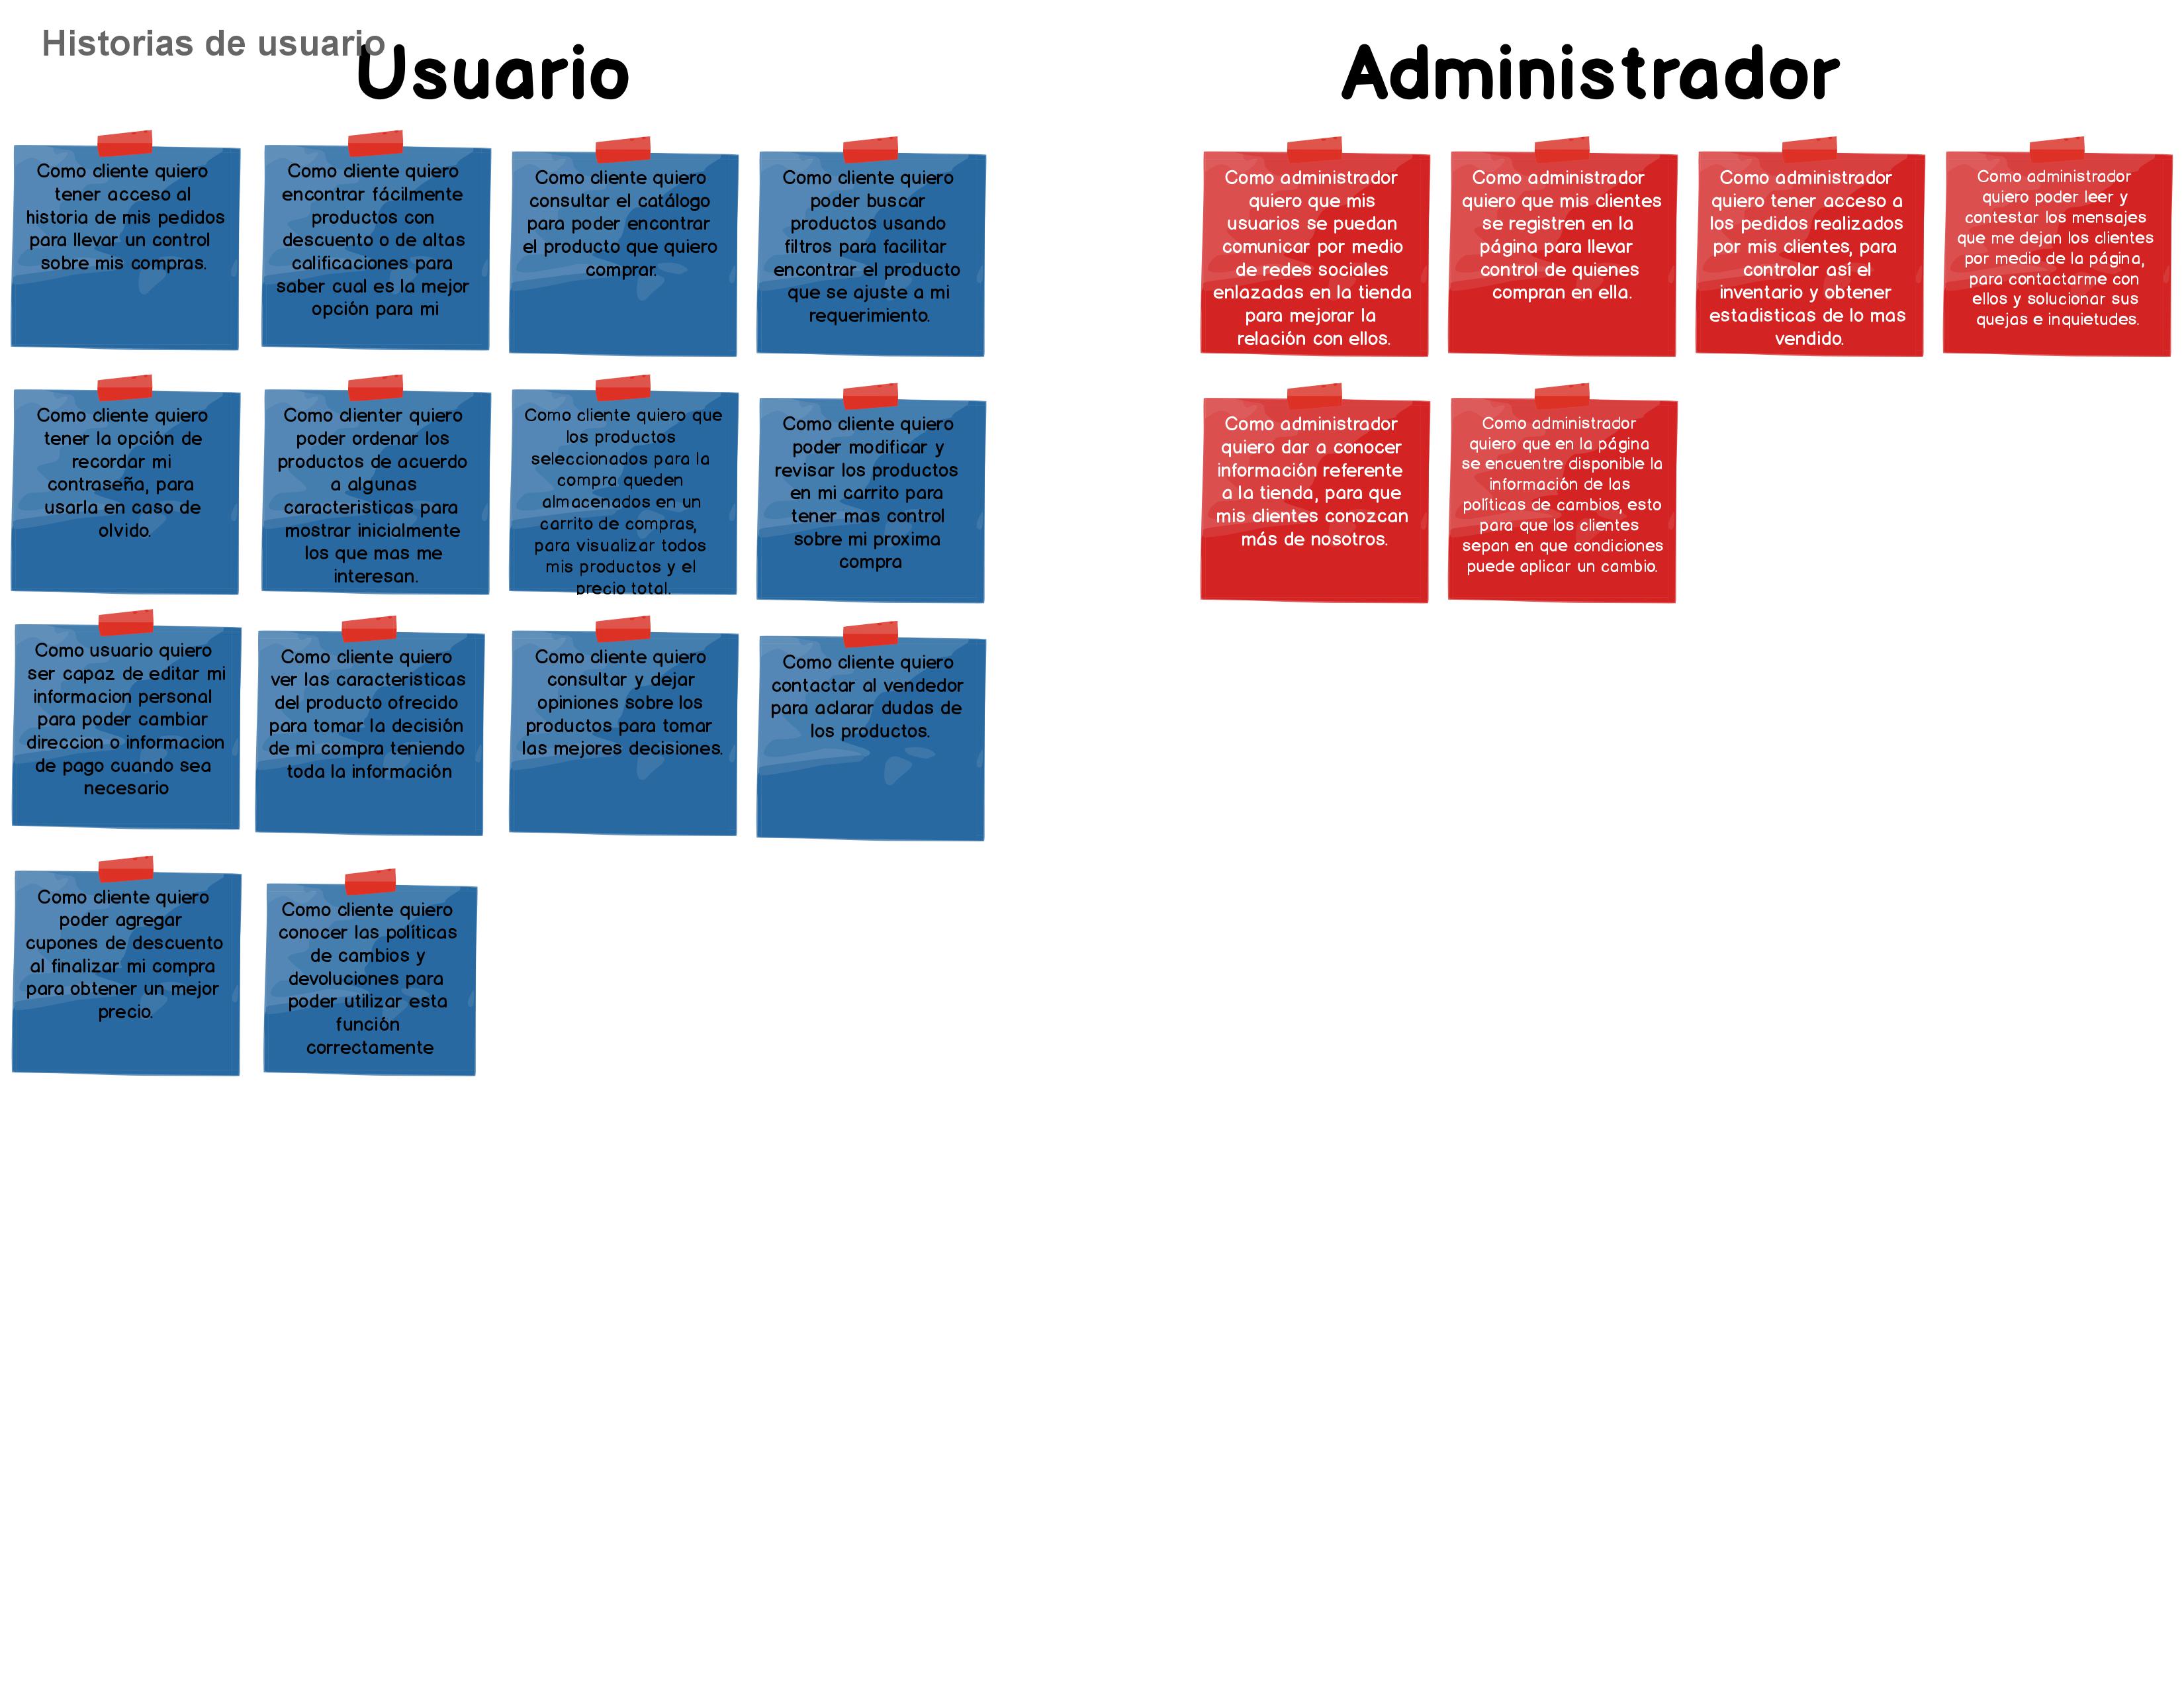 Historias de usuario
Usuario
Administrador
Como cliente quiero
tener acceso al
historia de mis pedidos
para llevar un control
sobre mis compras.
Como cliente quiero
encontrar fácilmente
productos con
descuento o de altas
calificaciones para
saber cual es la mejor
opción para mi
Como cliente quiero
consultar el catálogo
para poder encontrar
el producto que quiero
comprar.
Como cliente quiero
poder buscar
productos usando
filtros para facilitar
encontrar el producto
que se ajuste a mi
requerimiento.
Como administrador
quiero que mis
usuarios se puedan
comunicar por medio
de redes sociales
enlazadas en la tienda
para mejorar la
relación con ellos.
Como administrador
quiero que mis clientes
se registren en la
página para llevar
control de quienes
compran en ella.
Como administrador
quiero tener acceso a
los pedidos realizados
por mis clientes, para
controlar así el
inventario y obtener
estadisticas de lo mas
vendido.
Como administrador
quiero poder leer y
contestar los mensajes
que me dejan los clientes
por medio de la página,
para contactarme con
ellos y solucionar sus
quejas e inquietudes.
Como cliente quiero
tener la opción de
recordar mi
contraseña, para
usarla en caso de
olvido.
Como clienter quiero
poder ordenar los
productos de acuerdo
a algunas
caracteristicas para
mostrar inicialmente
los que mas me
interesan.
Como cliente quiero que
los productos
seleccionados para la
compra queden
almacenados en un
carrito de compras,
para visualizar todos
mis productos y el
precio total.
Como cliente quiero
poder modificar y
revisar los productos
en mi carrito para
tener mas control
sobre mi proxima
compra
Como administrador
quiero dar a conocer
información referente
a la tienda, para que
mis clientes conozcan
más de nosotros.
Como administrador
quiero que en la página
se encuentre disponible la
información de las
políticas de cambios, esto
para que los clientes
sepan en que condiciones
puede aplicar un cambio.
Como usuario quiero
ser capaz de editar mi
informacion personal
para poder cambiar
direccion o informacion
de pago cuando sea
necesario
Como cliente quiero
ver las caracteristicas
del producto ofrecido
para tomar la decisión
de mi compra teniendo
toda la información
Como cliente quiero
consultar y dejar
opiniones sobre los
productos para tomar
las mejores decisiones.
Como cliente quiero
contactar al vendedor
para aclarar dudas de
los productos.
Como cliente quiero
poder agregar
cupones de descuento
al finalizar mi compra
para obtener un mejor
precio.
Como cliente quiero
conocer las políticas
de cambios y
devoluciones para
poder utilizar esta
función
correctamente